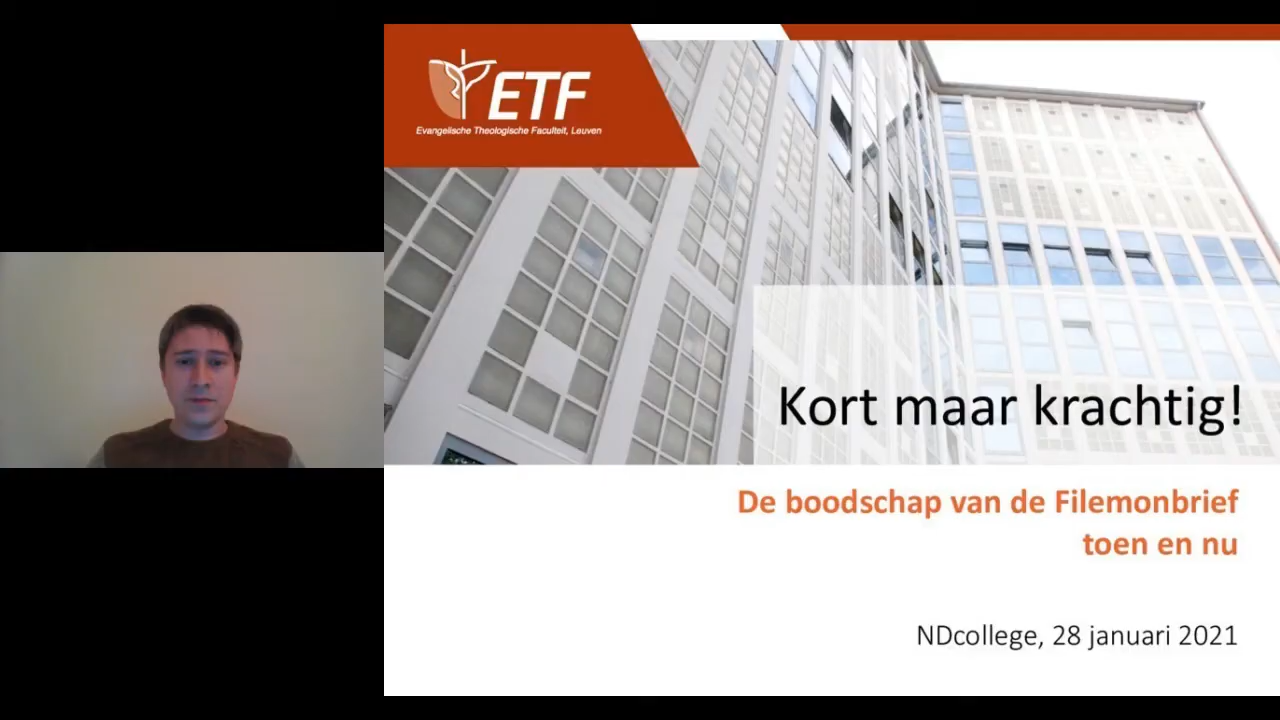 ETF
Evangelische Theologische Faculteit, Leuven
Kort maar krachtig!
De boodschap van de Filemonbrief
toen en nu
NDcollege, 28 januari 2021